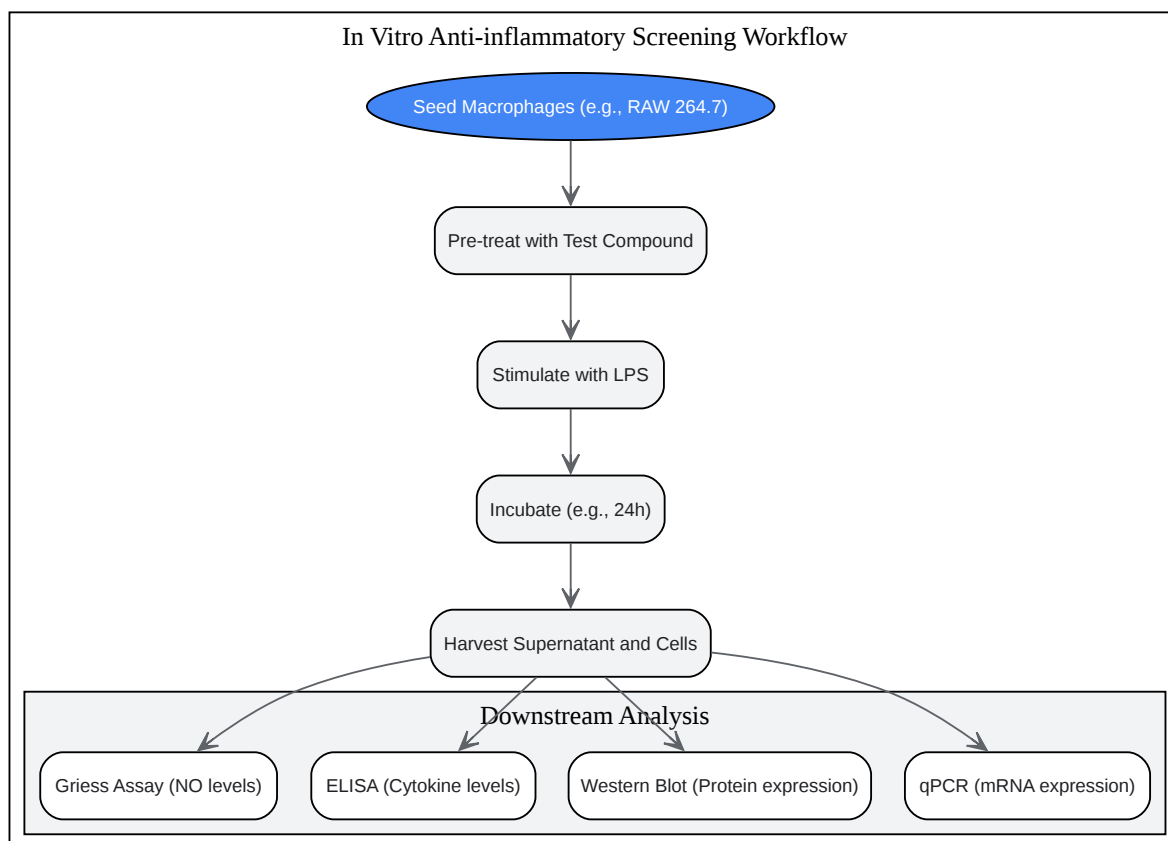 In Vitro Anti-inflammatory Screening Workflow
Seed Macrophages (e.g., RAW 264.7)
Pre-treat with Test Compound
Stimulate with LPS
Incubate (e.g., 24h)
Harvest Supernatant and Cells
Downstream Analysis
Griess Assay (NO levels)
ELISA (Cytokine levels)
Western Blot (Protein expression)
qPCR (mRNA expression)